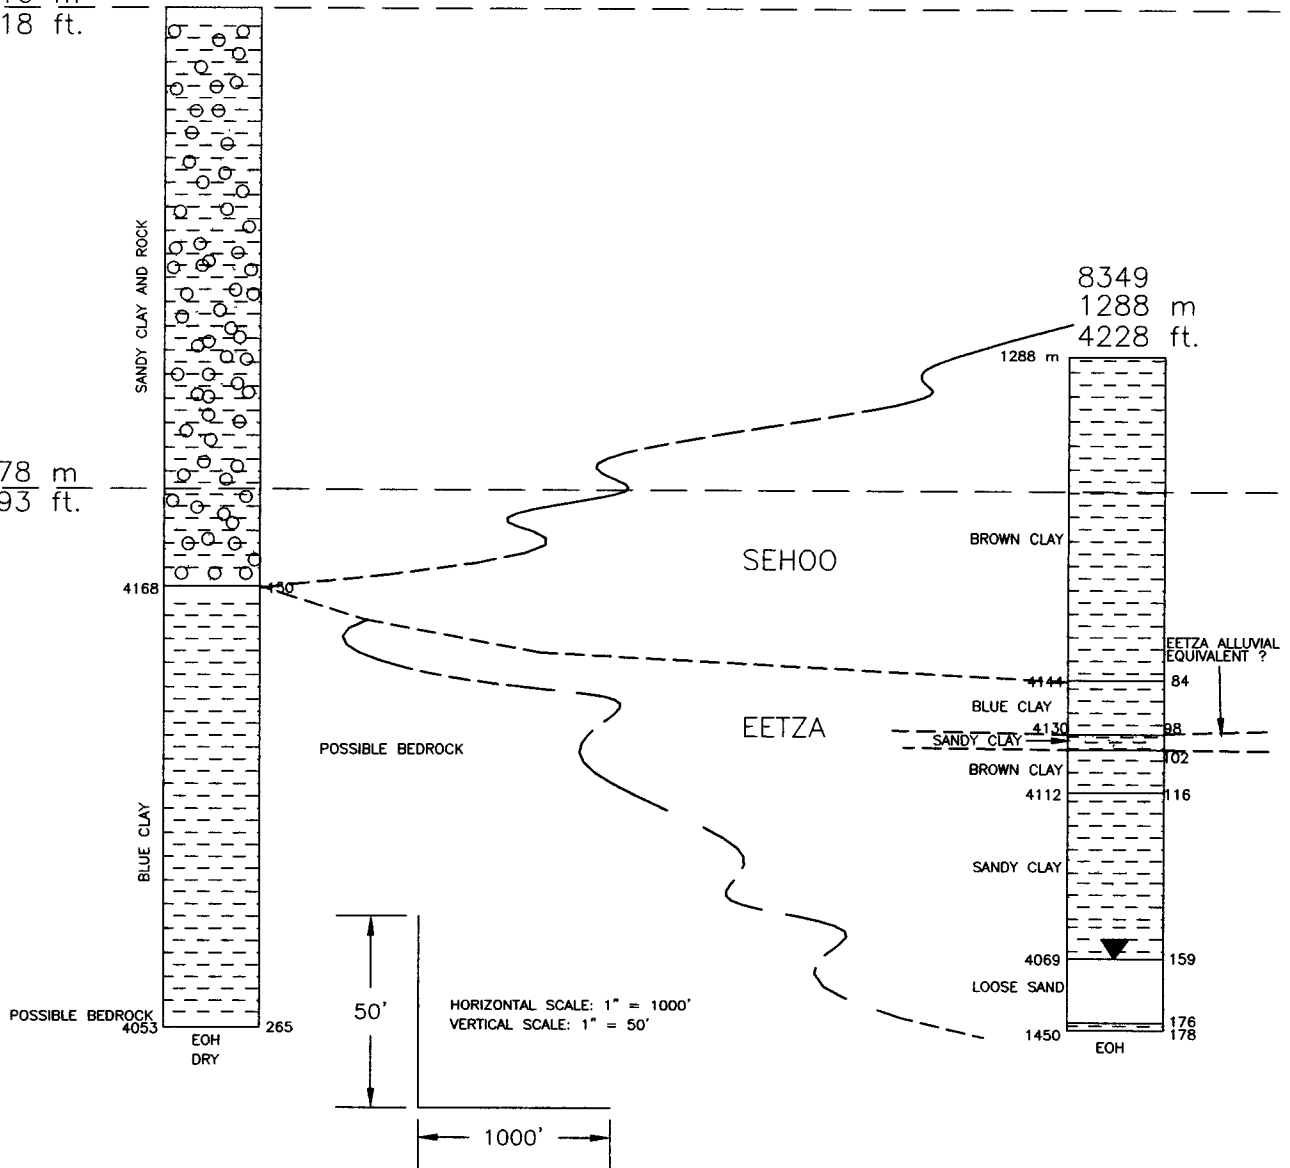 18 ft.
SANDY CLAY AND ROCK
8349
1288 m
4228 ft.
1288 m
78 m
93 ft.
BROWN CLAY
SEHOO
4168
150
EETZA ALLUVIAL
EQUIVALENT ?
4144
84
BLUE CLAY
EETZA
4130
98
SANDY CLAY
POSSIBLE BEDROCK
102
BROWN CLAY
4112
116
BLUE CLAY
SANDY CLAY
4069
159
LOOSE SAND
50'
HORIZONTAL SCALE: 1" = 1000'
VERTICAL SCALE: 1" = 50'
POSSIBLE BEDROCK
4053
265
176
1450
178
EOH
DRY
EOH
1000'